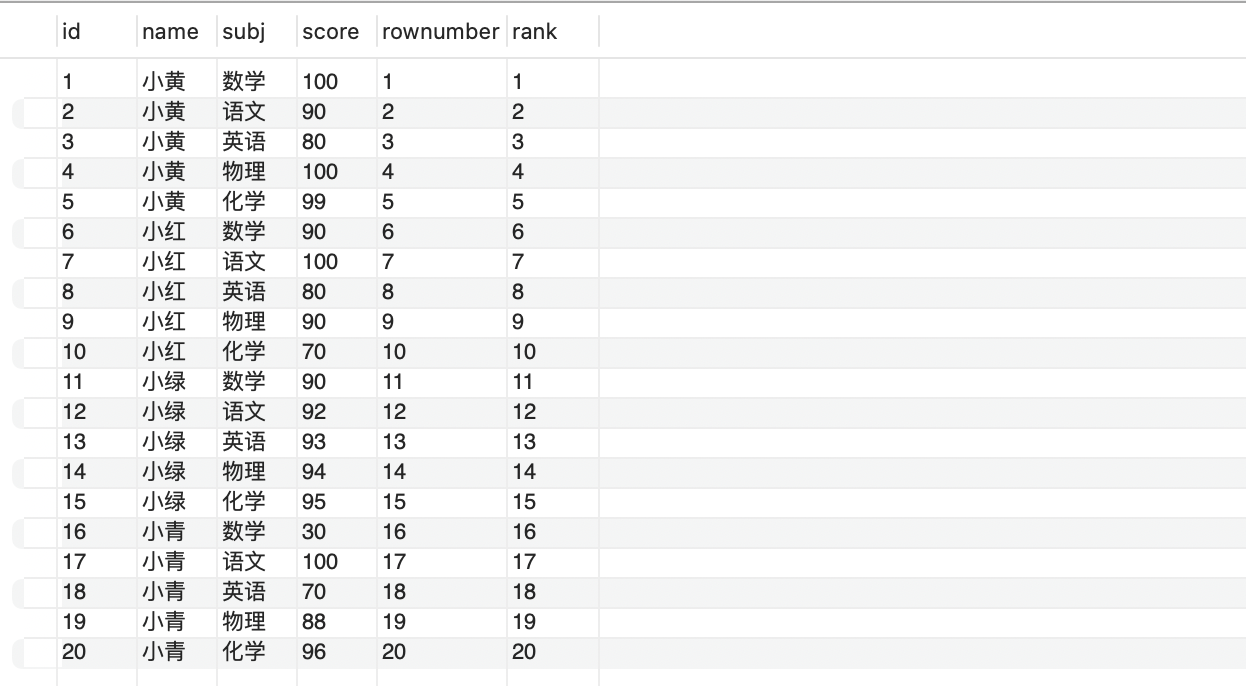 id name subj score rownumber rank
1 小黄 数学 100 1 1
2 小黄 语文 90 2 2
3 小黄 英语 80 3 3
4 小黄 物理 100 4 4
5 小黄 化学 99 5 5
6 小红 数学 90 6 6
7 小红 语文 100 7 7
8 小红 英语 80 8 8
9 小红 物理 90 9 9
10 小红 化学 70 10 10
11 小绿 数学 90 11 11
12 小绿 语文 92 12 12
13 小绿 英语 93 13 13
14 小绿 物理 94 14 14
15 小绿 化学 95 15 15
16 小青 数学 30 16 16
17 小青 语文 100 17 17
18 小青 英语 70 18 18
19 小青 物理 88 19 19
20 小青 化学 96 20 20